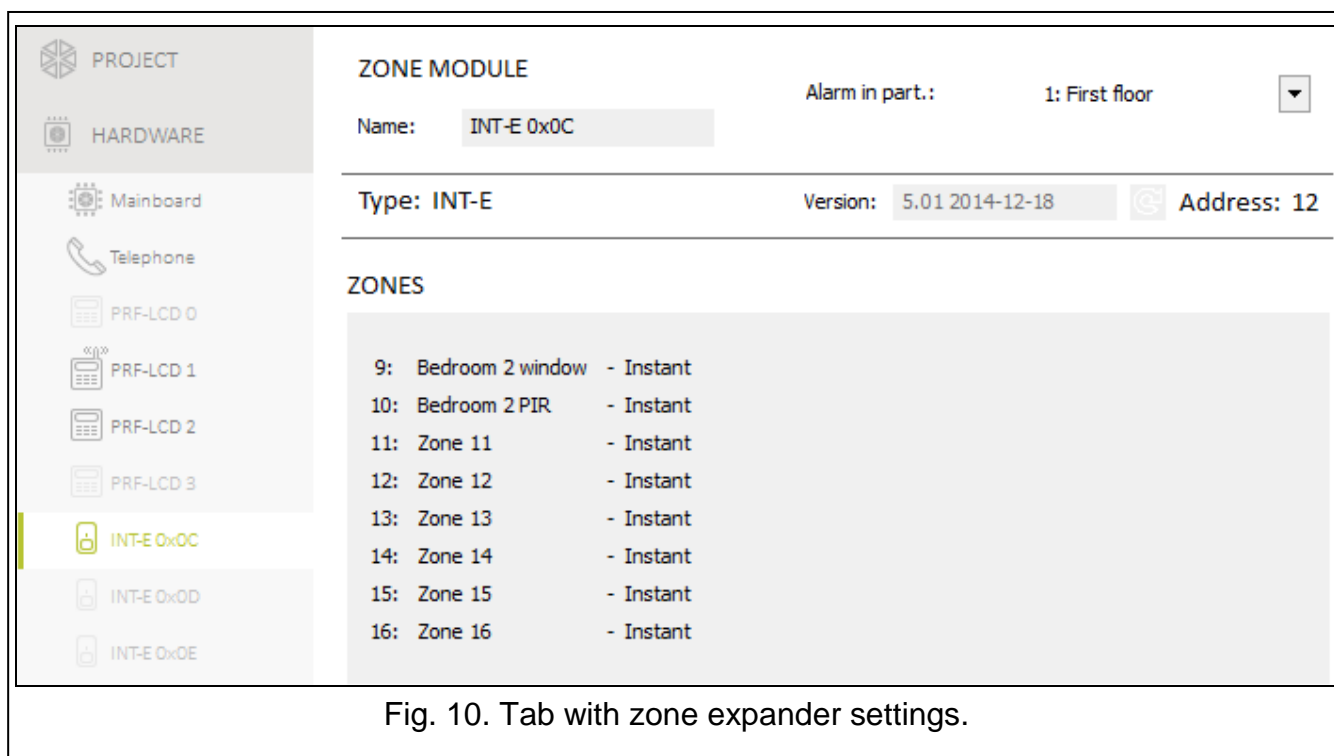 PROJECT
HARDWARE
Mainboard
Telephone
PRF-LCD 0
PRF-LCD 1
PRF-LCD 2
PRF-LCD 3
INT-E 0x0C
INT-E 0x0D
INT-E 0x0E
ZONE MODULE
Name: INT-E 0x0C
Alarm in part.: 1: First floor
Type: INT-E Version: 5.01 2014-12-18 Address: 12
ZONES
9: Bedroom 2 window - Instant
10: Bedroom 2 PIR - Instant
11: Zone 11 - Instant
12: Zone 12 - Instant
13: Zone 13 - Instant
14: Zone 14 - Instant
15: Zone 15 - Instant
16: Zone 16 - Instant
Fig. 10. Tab with zone expander settings.